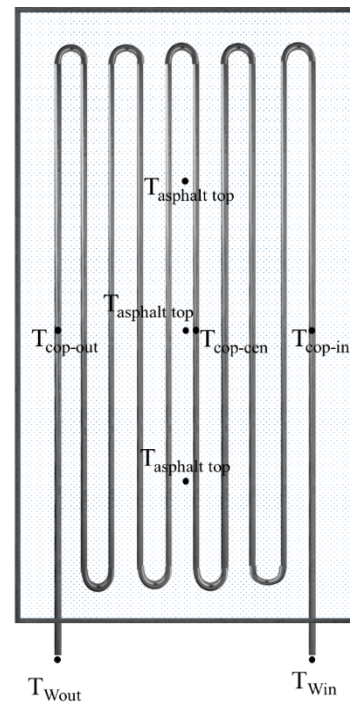 Tasphalt top
Tasphalt top
Tcop-out
Tcop-cen
Tcop-in
Tasphalt top
TWout
TWin